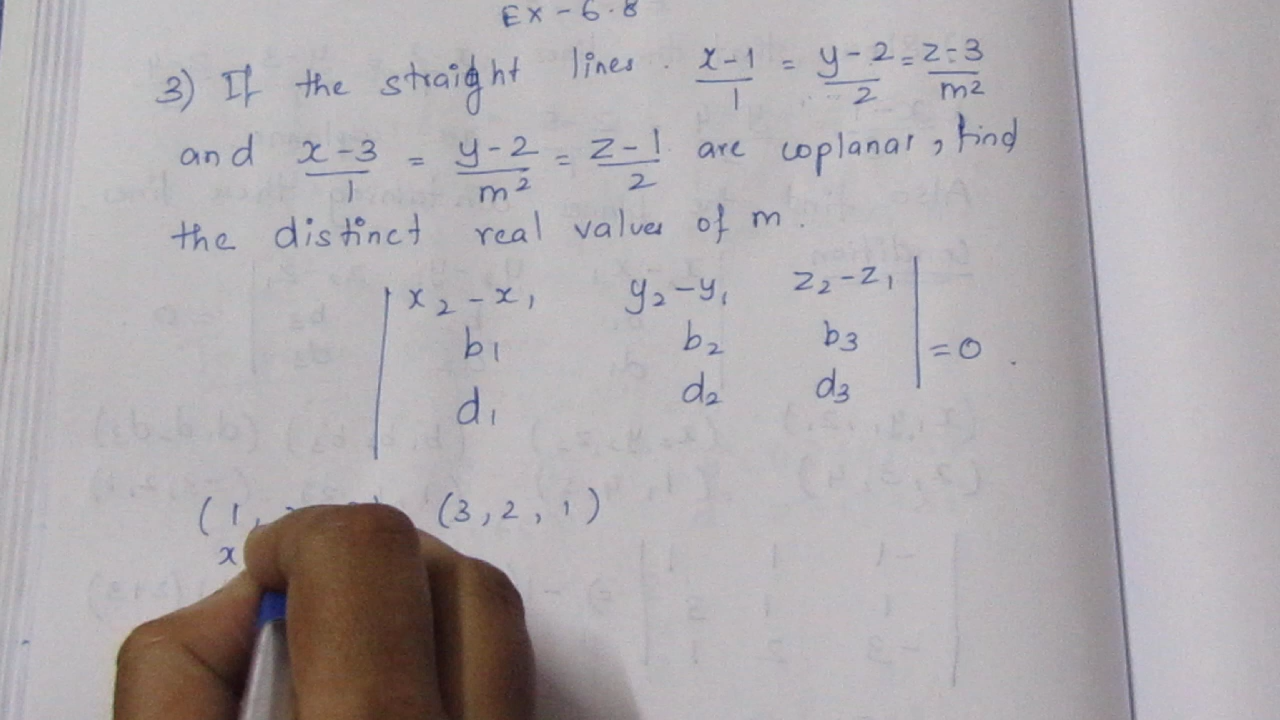 Ex - 6.8
3) If the straight lines. x-1/1 = y-2/2 = z-3/m²
and x-3/1 = y-2/m² = z-1/2 are coplanar, find
the distinct real values of m.
| x₂-x₁ y₂-y₁ z₂-z₁ |
| b₁ b₂ b₃ | = 0.
| d₁ d₂ d₃ |
(1, (3, 2, 1)
x